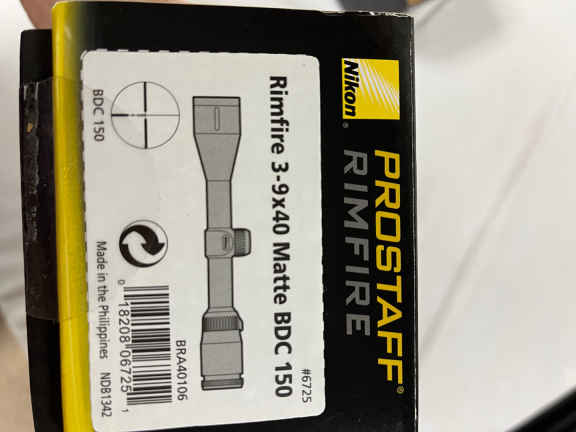 Nikon®
PROSTAFF®
RIMFIRE
#6725
Rimfire 3-9x40 Matte BDC 150
BDC 150
BRA40106
0 18208 06725 1
Made in the Philippines NDB1342